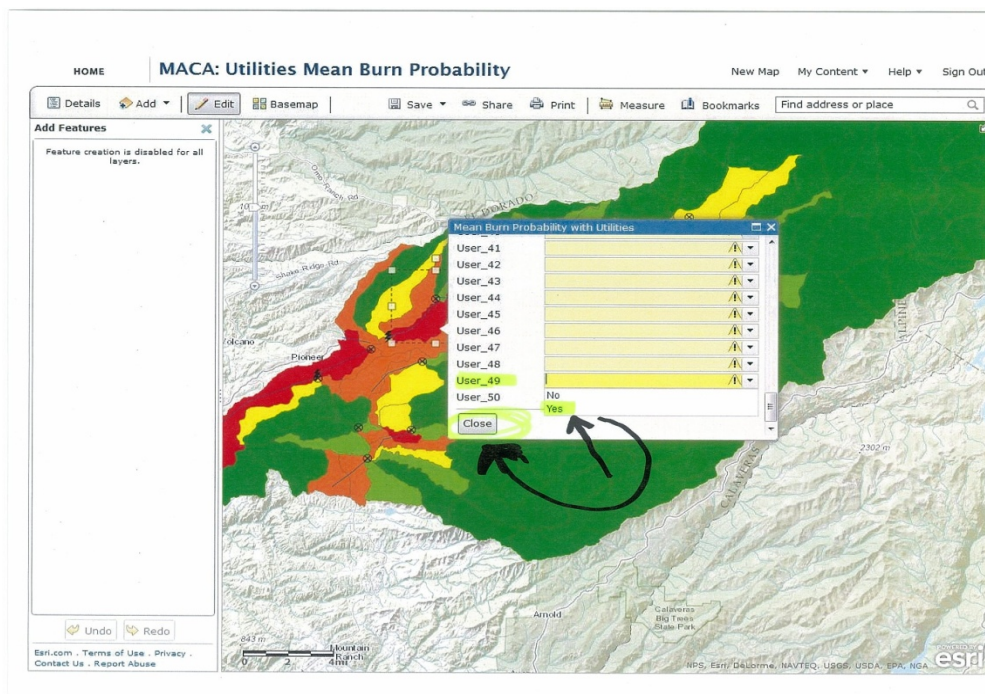 HOME
MACA: Utilities Mean Burn Probability
New Map My Content Help Sign Out
Details Add Edit Basemap Save Share Print Measure Bookmarks Find address or place
Add Features
Feature creation is disabled for all
layers.
EL DORADO
Shake Ridge Rd
Mean Burn Probability with Utilities
User_41
User_42
User_43
User_44
User_45
User_46
User_47
User_48
User_49
User_50
No
Yes
Close
Pioneer
ALPINE
CALAVERAS
2302 m
Arnold
Calaveras
Big Trees
State Park
Undo Redo
Esri.com . Terms of Use . Privacy .
Contact Us . Report Abuse
843 m
Mountain
Ranch
0 2 4mi
NPS, Esri, DeLorme, NAVTEQ, USGS, USDA, EPA, NGA
POWERED BY
esri